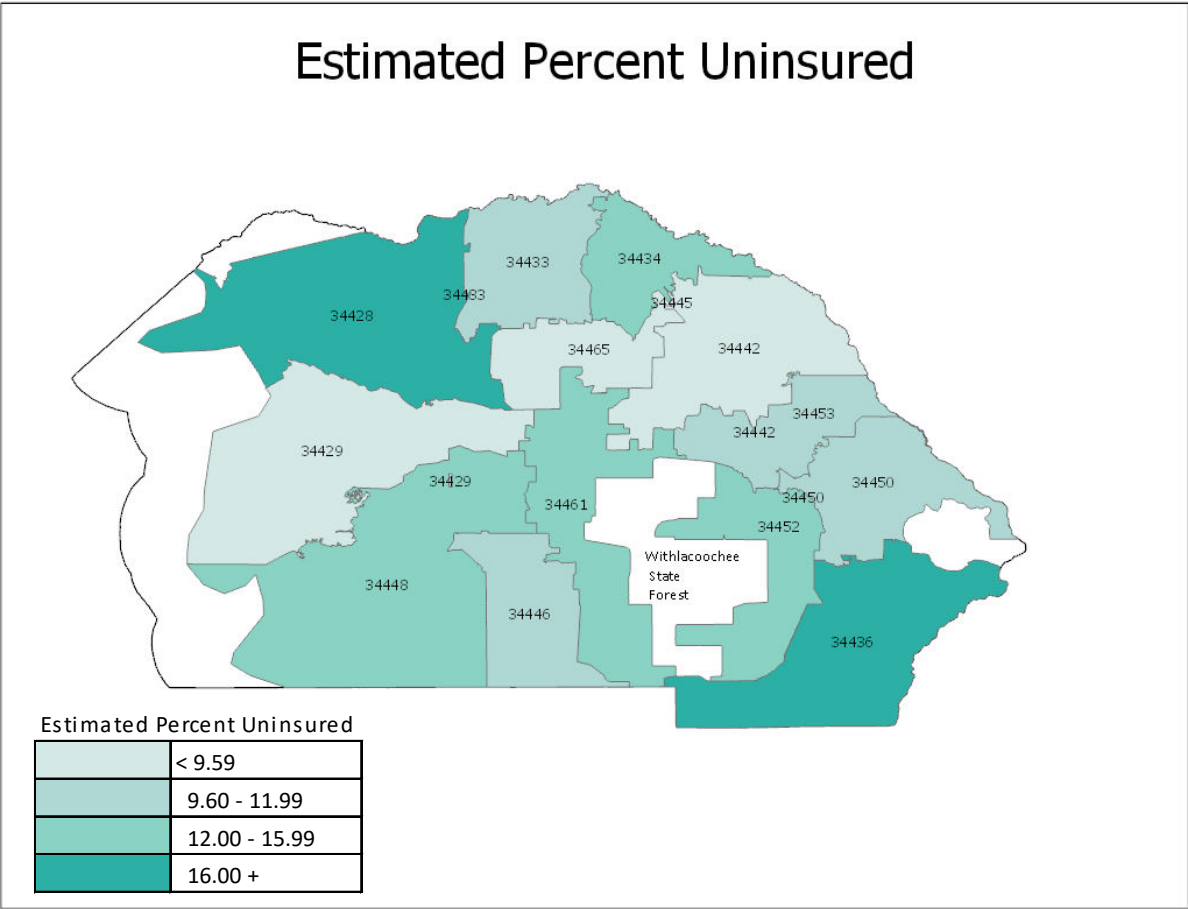 Estimated Percent Uninsured
34433
34434
34483
34445
34428
34465
34442
34453
34442
34429
34429
34450
34450
34461
34452
Withlacoochee
State
Forest
34448
34446
34436
Estimated Percent Uninsured
< 9.59
9.60 - 11.99
12.00 - 15.99
16.00 +